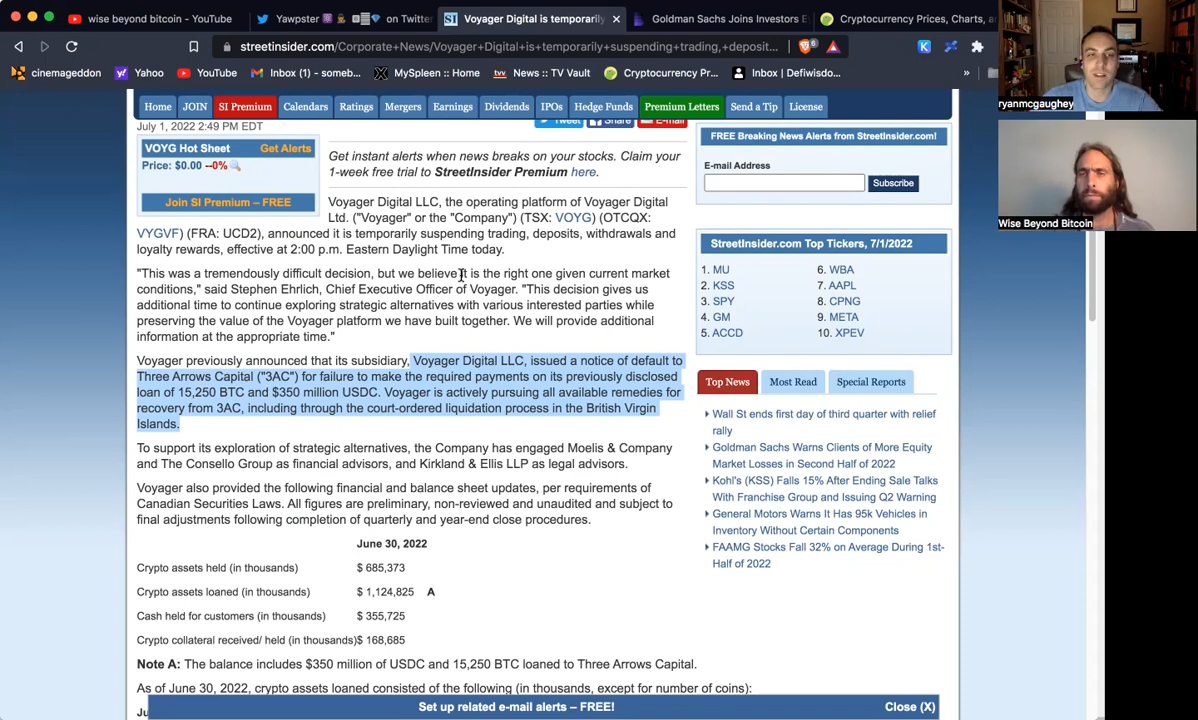 wise beyond bitcoin - YouTube
Yawpster
on Twitter
SI
Voyager Digital is temporarily
Goldman Sachs Joins Investors E
Cryptocurrency Prices, Charts, a
streetinsider.com/Corporate+News/Voyager+Digital+is+temporarily+suspending+trading,+deposit...
6
K
cinemageddon
Yahoo
YouTube
Inbox (1) - someb...
MySpleen :: Home
tvv
News :: TV Vault
Cryptocurrency Pr...
Inbox | Defiwisdo...
»
Home
JOIN
SI Premium
Calendars
Ratings
Mergers
Earnings
Dividends
IPOs
Hedge Funds
Premium Letters
Send a Tip
License
July 1, 2022 2:49 PM EDT
Tweet
Share
E-mail
VOYG Hot Sheet
Get Alerts
Price: $0.00 --0%
Join SI Premium – FREE
Get instant alerts when news breaks on your stocks. Claim your
1-week free trial to StreetInsider Premium here.
Voyager Digital LLC, the operating platform of Voyager Digital
Ltd. ("Voyager" or the "Company") (TSX: VOYG) (OTCQX:
VYGVF) (FRA: UCD2), announced it is temporarily suspending trading, deposits, withdrawals and
loyalty rewards, effective at 2:00 p.m. Eastern Daylight Time today.
"This was a tremendously difficult decision, but we believe it is the right one given current market
conditions," said Stephen Ehrlich, Chief Executive Officer of Voyager. "This decision gives us
additional time to continue exploring strategic alternatives with various interested parties while
preserving the value of the Voyager platform we have built together. We will provide additional
information at the appropriate time."
Voyager previously announced that its subsidiary, Voyager Digital LLC, issued a notice of default to
Three Arrows Capital ("3AC") for failure to make the required payments on its previously disclosed
loan of 15,250 BTC and $350 million USDC. Voyager is actively pursuing all available remedies for
recovery from 3AC, including through the court-ordered liquidation process in the British Virgin
Islands.
To support its exploration of strategic alternatives, the Company has engaged Moelis & Company
and The Consello Group as financial advisors, and Kirkland & Ellis LLP as legal advisors.
Voyager also provided the following financial and balance sheet updates, per requirements of
Canadian Securities Laws. All figures are preliminary, non-reviewed and unaudited and subject to
final adjustments following completion of quarterly and year-end close procedures.
June 30, 2022
Crypto assets held (in thousands) $ 685,373
Crypto assets loaned (in thousands) $ 1,124,825 A
Cash held for customers (in thousands) $ 355,725
Crypto collateral received/ held (in thousands)$ 168,685
Note A: The balance includes $350 million of USDC and 15,250 BTC loaned to Three Arrows Capital.
As of June 30, 2022, crypto assets loaned consisted of the following (in thousands, except for number of coins):
Ju
Set up related e-mail alerts – FREE!
Close (X)
FREE Breaking News Alerts from StreetInsider.com!
E-mail Address
Subscribe
StreetInsider.com Top Tickers, 7/1/2022
1. MU
2. KSS
3. SPY
4. GM
5. ACCD
6. WBA
7. AAPL
8. CPNG
9. META
10. XPEV
Top News
Most Read
Special Reports
Wall St ends first day of third quarter with relief
rally
Goldman Sachs Warns Clients of More Equity
Market Losses in Second Half of 2022
Kohl's (KSS) Falls 15% After Ending Sale Talks
With Franchise Group and Issuing Q2 Warning
General Motors Warns It Has 95k Vehicles in
Inventory Without Certain Components
FAAMG Stocks Fall 32% on Average During 1st-
Half of 2022
ryanmcgaughey
Wise Beyond Bitcoin